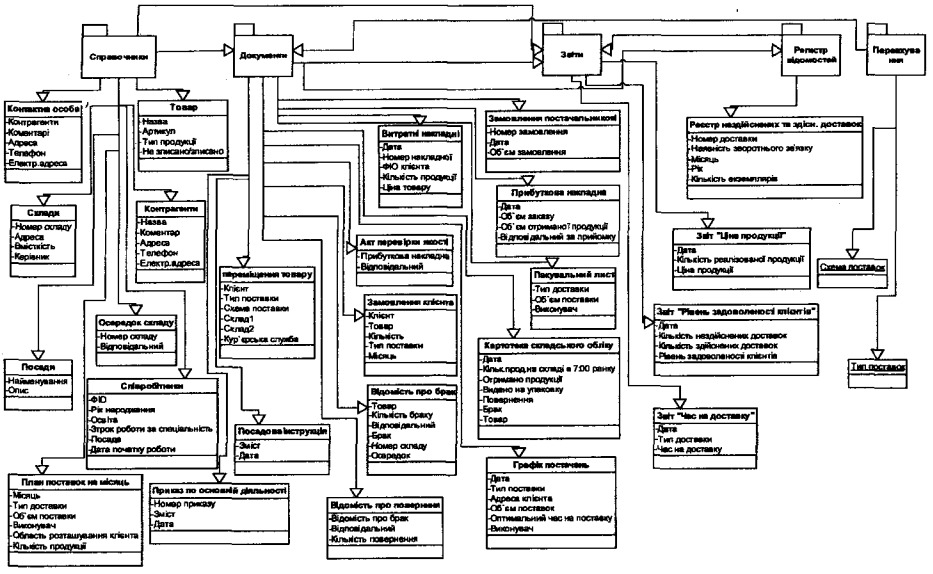 Справочники
Документи
Звіти
Регістр
відомостей
Перахування
Контактна особа
-Контрагенти
-Коментарі
-Адреса
-Телефон
-Електр.адреса
Товар
-Назва
-Артикул
-Тип продукції
-Не списано/списано
Витратні накладні
-Дата
-Номер накладної
-ФІО клієнта
-Кількість продукції
-Ціна товару
Замовлення постачальникові
-Номер замовлення
-Дата
-Об`єм замовлення
Реєстр нездійснених та здісн. доставок
-Номер доставки
-Наявність зворотнього зв'язку
-Місяць
-Рік
-Кількість екземплярів
Склади
-Номер складу
-Адреса
-Вмісткість
-Керівник
Контрагенти
-Назва
-Коментар
-Адреса
-Телефон
-Електр.адреса
Прибуткова накладна
-Дата
-Об`єм заказу
-Об`єм отриманої продукції
-Відповідальний за прийомку
Акт перевірки якості
-Прибуткова накладна
-Відповідальний
Звіт "Ціна продукції"
-Дата
-Кількість реалізованої продукції
-Ціна продукції
Схема поставок
переміщення товару
-Клієнт
-Тип поставки
-Схема поставки
-Склад1
-Склад2
-Кур`єрська служба
Пакувальний лист
-Тип доставки
-Об`єм поставки
-Виконувач
Замовлення клієнта
-Клієнт
-Товар
-Кількість
-Тип поставки
-Місяць
Звіт "Рівень задоволеності клієнтів"
-Дата
-Кількість нездійснених доставок
-Кількість здійснених доставок
-Рівень задоволеності клієнтів
Осередок складу
-Номер складу
-Відповідальний
Картотека складського обліку
-Дата
-Кільк.прод.на складі в 7:00 ранку
-Отримано продукції
-Видано на упаковку
-Повернення
-Брак
-Товар
Посади
-Найменування
-Опис
Тип поставок
Співробітники
-ФІО
-Рік народження
-Освіта
-Зтрок роботи за спеціальність
-Посада
-Дата початку роботи
Відомість про брак
-Товар
-Кількість браку
-Відповідальний
-Брак
-Номер складу
-Осередок
Звіт "Час на доставку"
-Дата
-Тип доставки
-Час на доставку
Посадова інструкція
-Зміст
-Дата
Графік постачень
-Дата
-Тип поставки
-Адреса клієнта
-Об`єм поставок
-Оптимальний час на поставку
-Виконувач
План поставок на місяць
-Місяць
-Тип доставки
-Об`єм поставки
-Виконувач
-Область розташування клієнта
-Кількість продукції
Приказ по основній діяльності
-Номер приказу
-Зміст
-Дата
Відомість про повернення
-Відомість про брак
-Відповідальний
-Кількість повернення